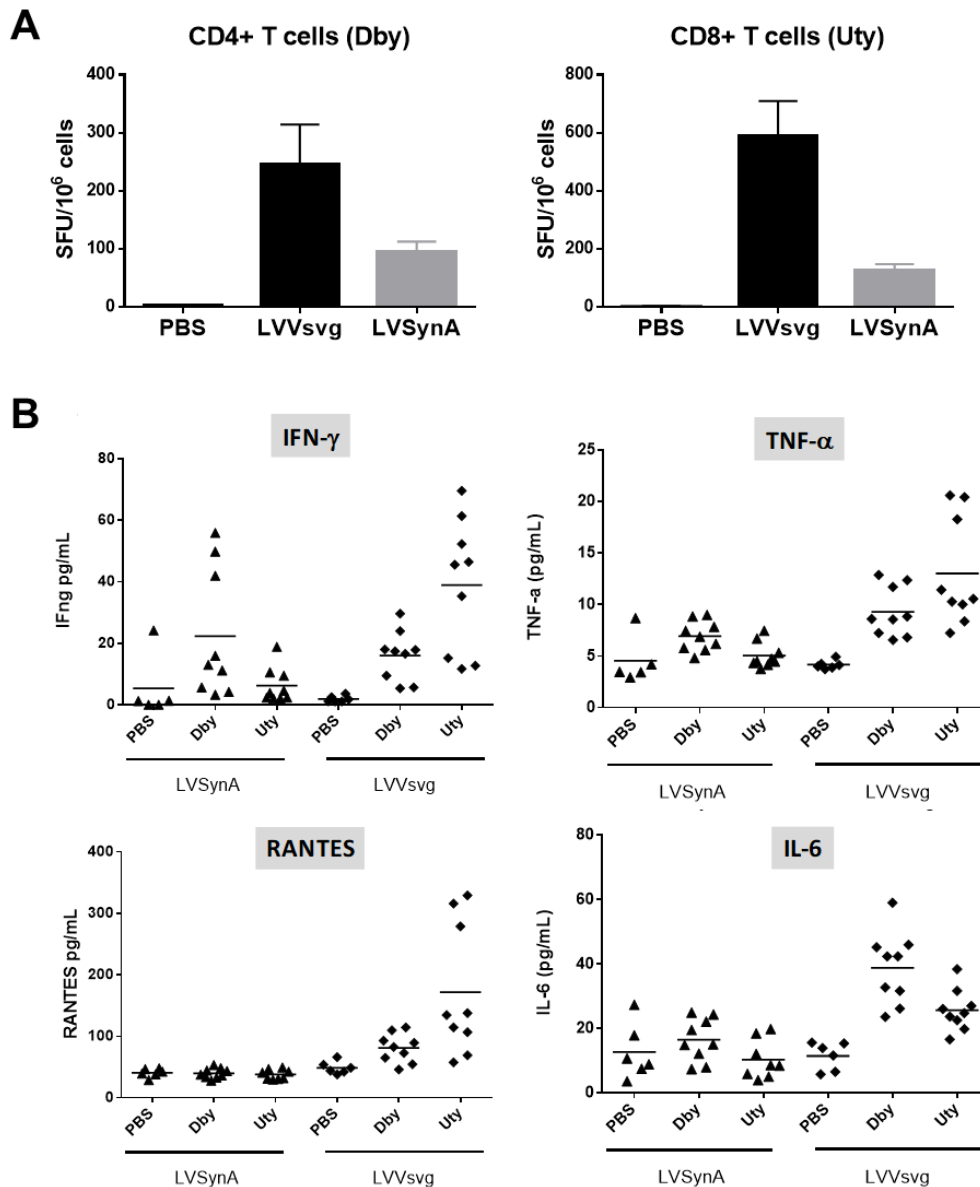 A
CD4+ T cells (Dby)
SFU/10⁶ cells
400
300
200
100
0
PBS LVVsvg LVSynA
CD8+ T cells (Uty)
SFU/10⁶ cells
800
600
400
200
0
PBS LVVsvg LVSynA
B
IFN-γ
IFng pg/mL
80
60
40
20
0
PBS Dby Uty PBS Dby Uty
LVSynA LVVsvg
TNF-α
TNF-a (pg/mL)
25
20
15
10
5
0
PBS Dby Uty PBS Dby Uty
LVSynA LVVsvg
RANTES
RANTES pg/mL
400
300
200
100
0
PBS Dby Uty PBS Dby Uty
LVSynA LVVsvg
IL-6
IL-6 (pg/mL)
80
60
40
20
0
PBS Dby Uty PBS Dby Uty
LVSynA LVVsvg